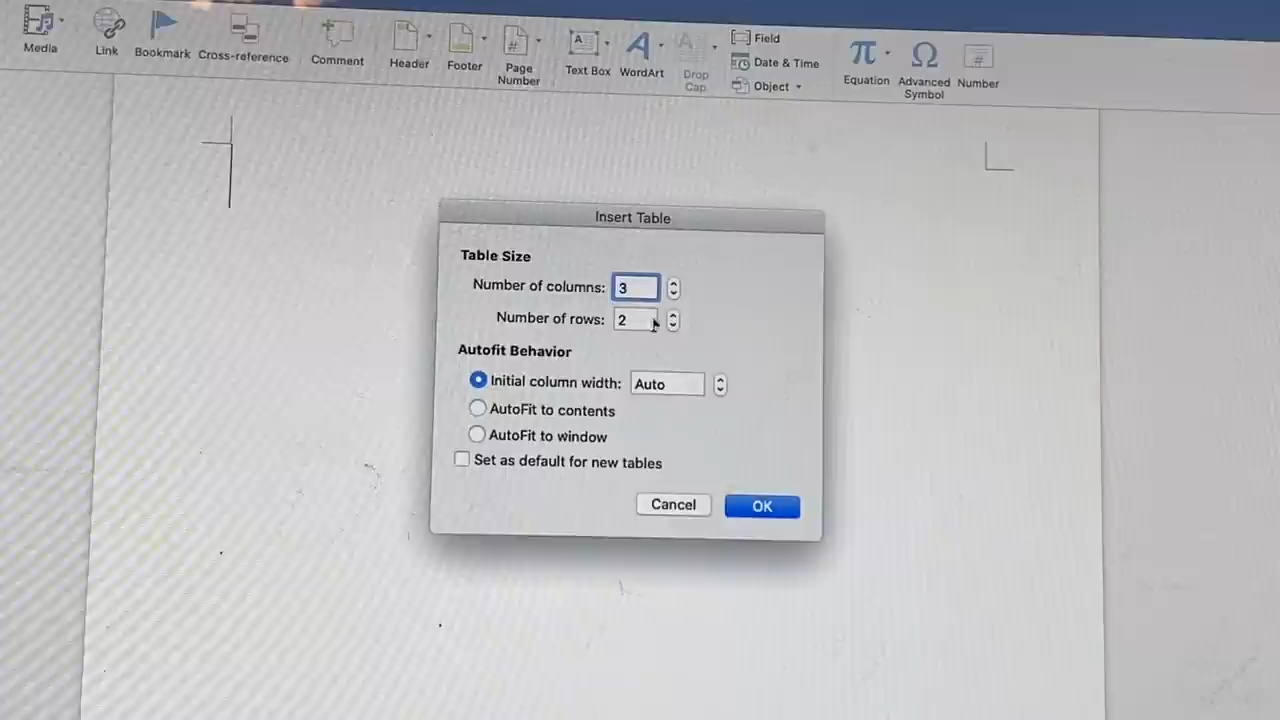 Media
Link
Bookmark
Cross-reference
Comment
Header
Footer
Page
Number
#
A
Text Box
A
WordArt
A
Drop
Cap
Field
Date & Time
Object
π
Equation
Ω
Advanced
Symbol
#
Number
Insert Table
Table Size
Number of columns: 3
Number of rows: 2
Autofit Behavior
Initial column width: Auto
AutoFit to contents
AutoFit to window
Set as default for new tables
Cancel OK